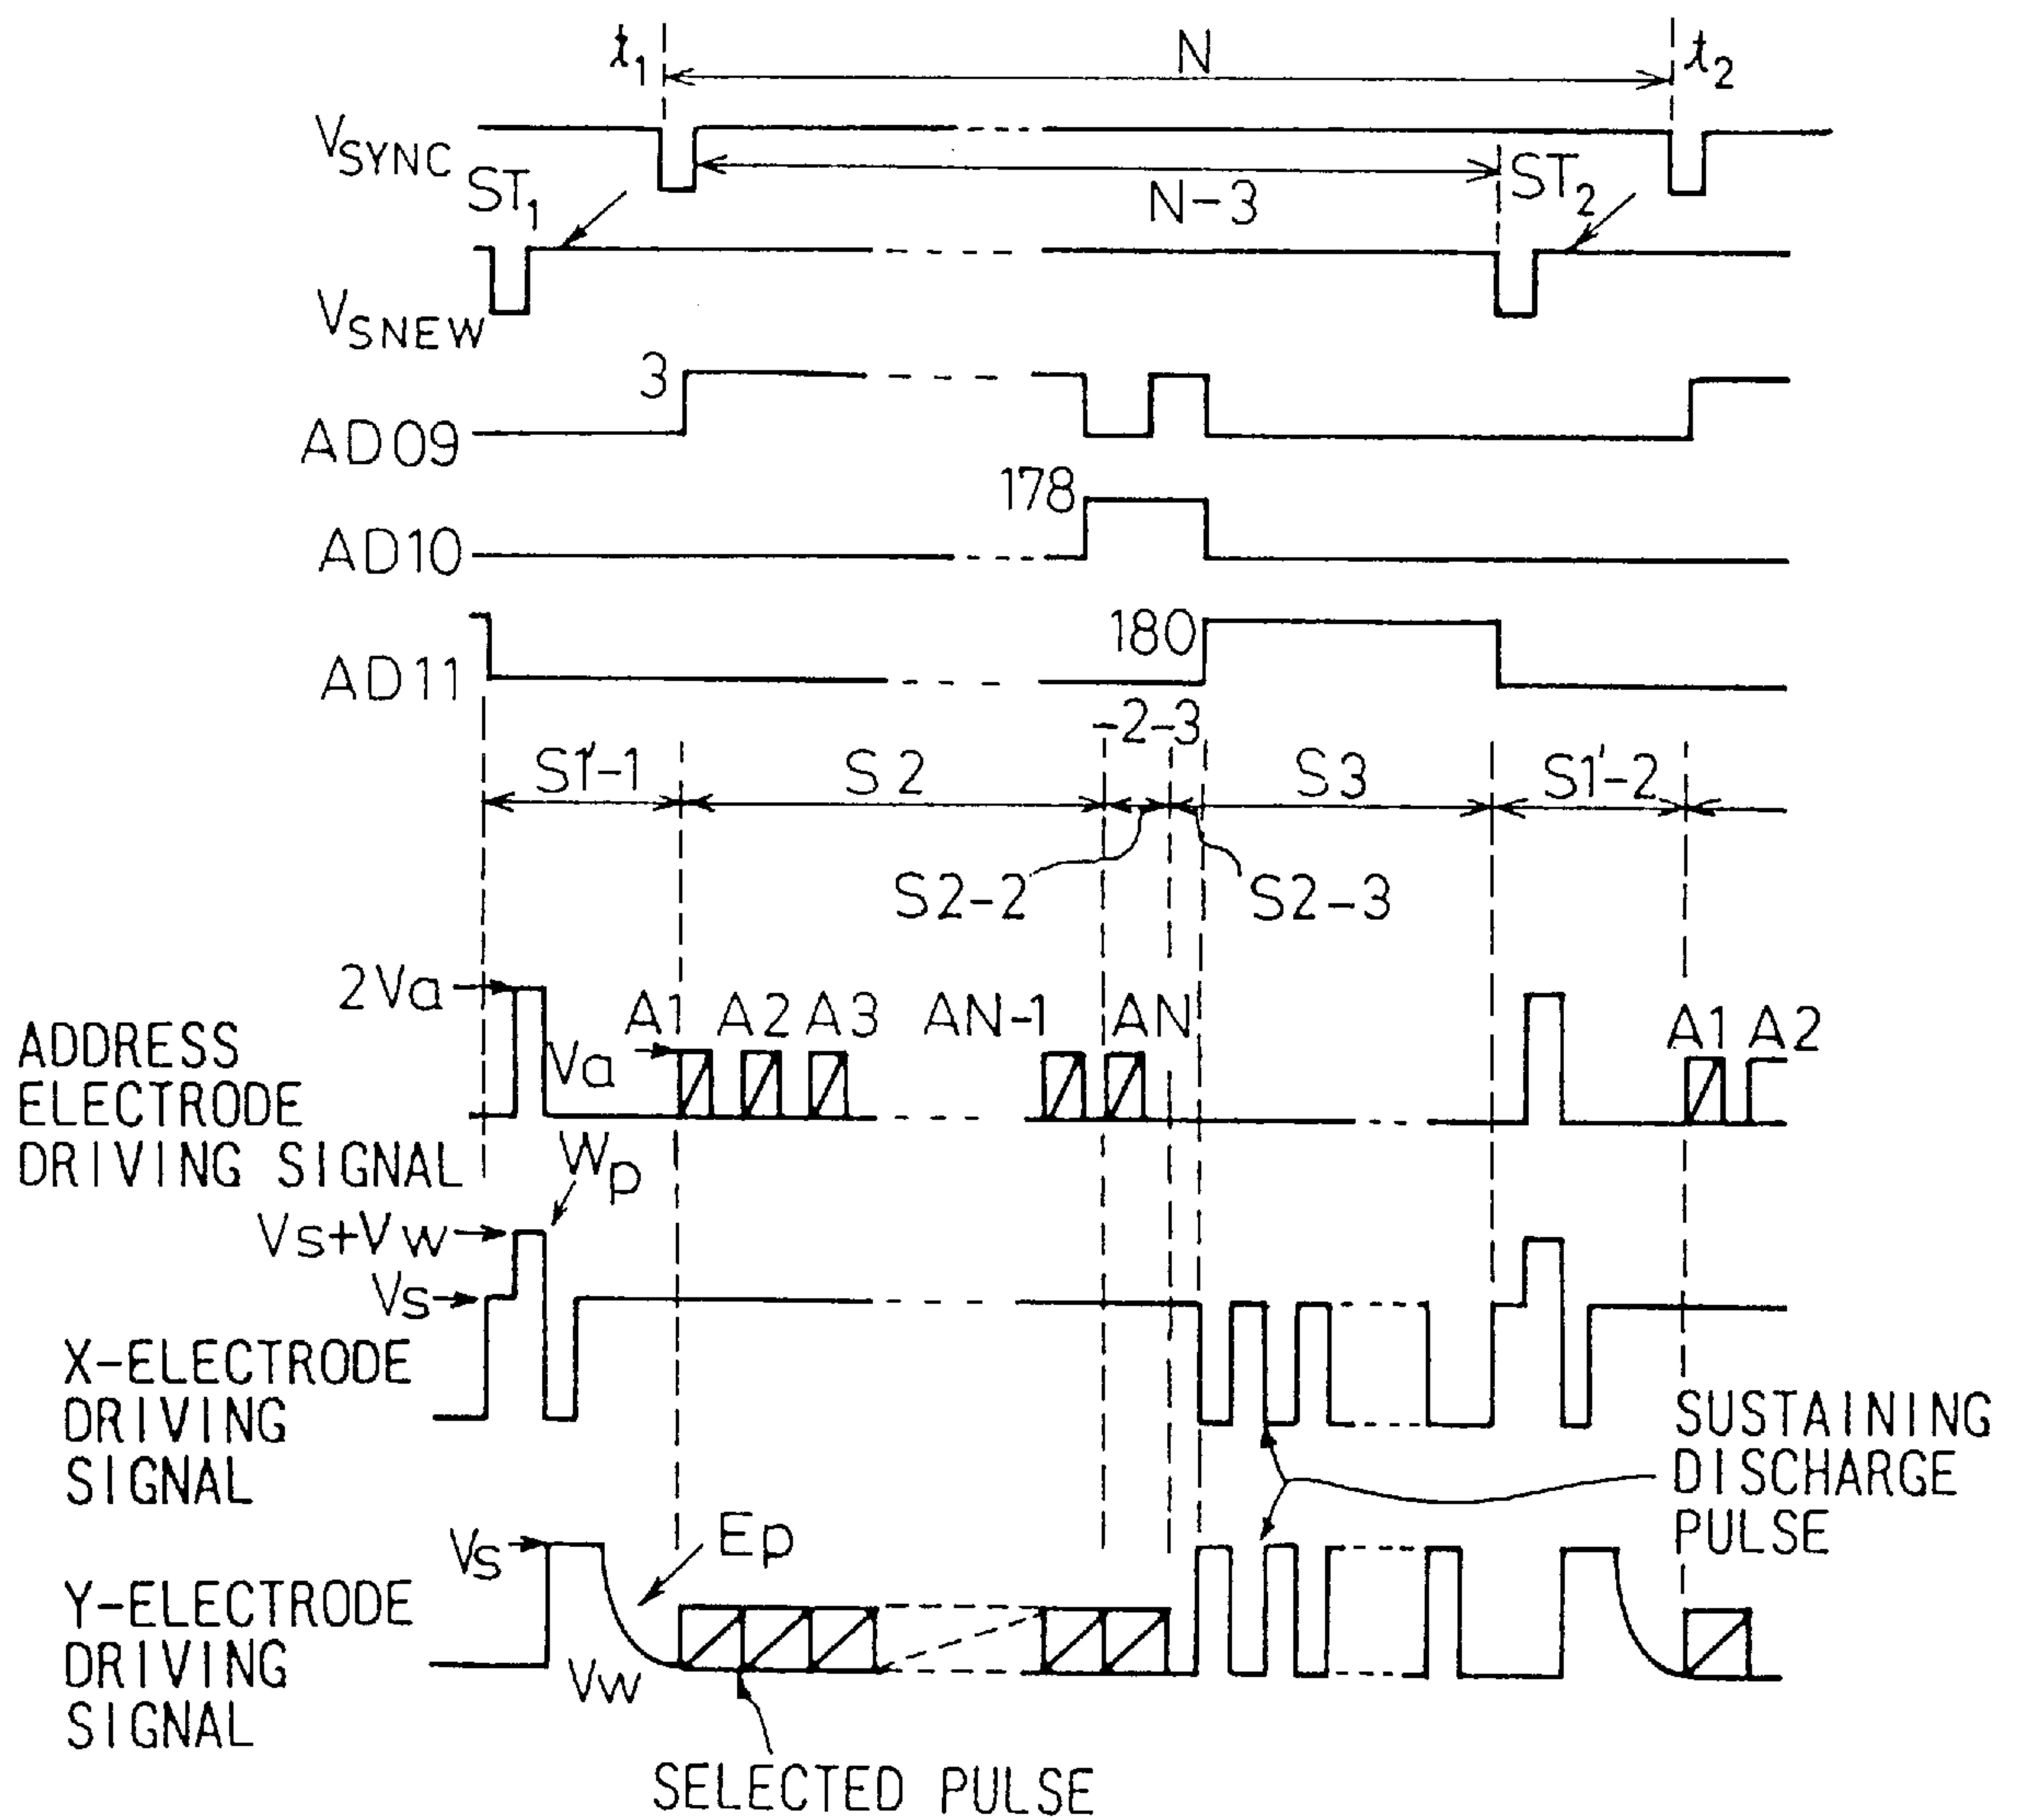 t1 N t2
VSYNC
ST1 N-3 ST2
VSNEW
3
AD09
178
AD10
180
AD11
-2-3
S1'-1 S2 S3 S1'-2
S2-2 S2-3
2Va
A1 A2 A3 AN-1 AN A1 A2
Va
ADDRESS
ELECTRODE
DRIVING SIGNAL
Wp
Vs+Vw
Vs
X-ELECTRODE
DRIVING
SIGNAL
SUSTAINING
DISCHARGE
PULSE
Vs
Ep
Y-ELECTRODE
DRIVING
SIGNAL
Vw
SELECTED PULSE